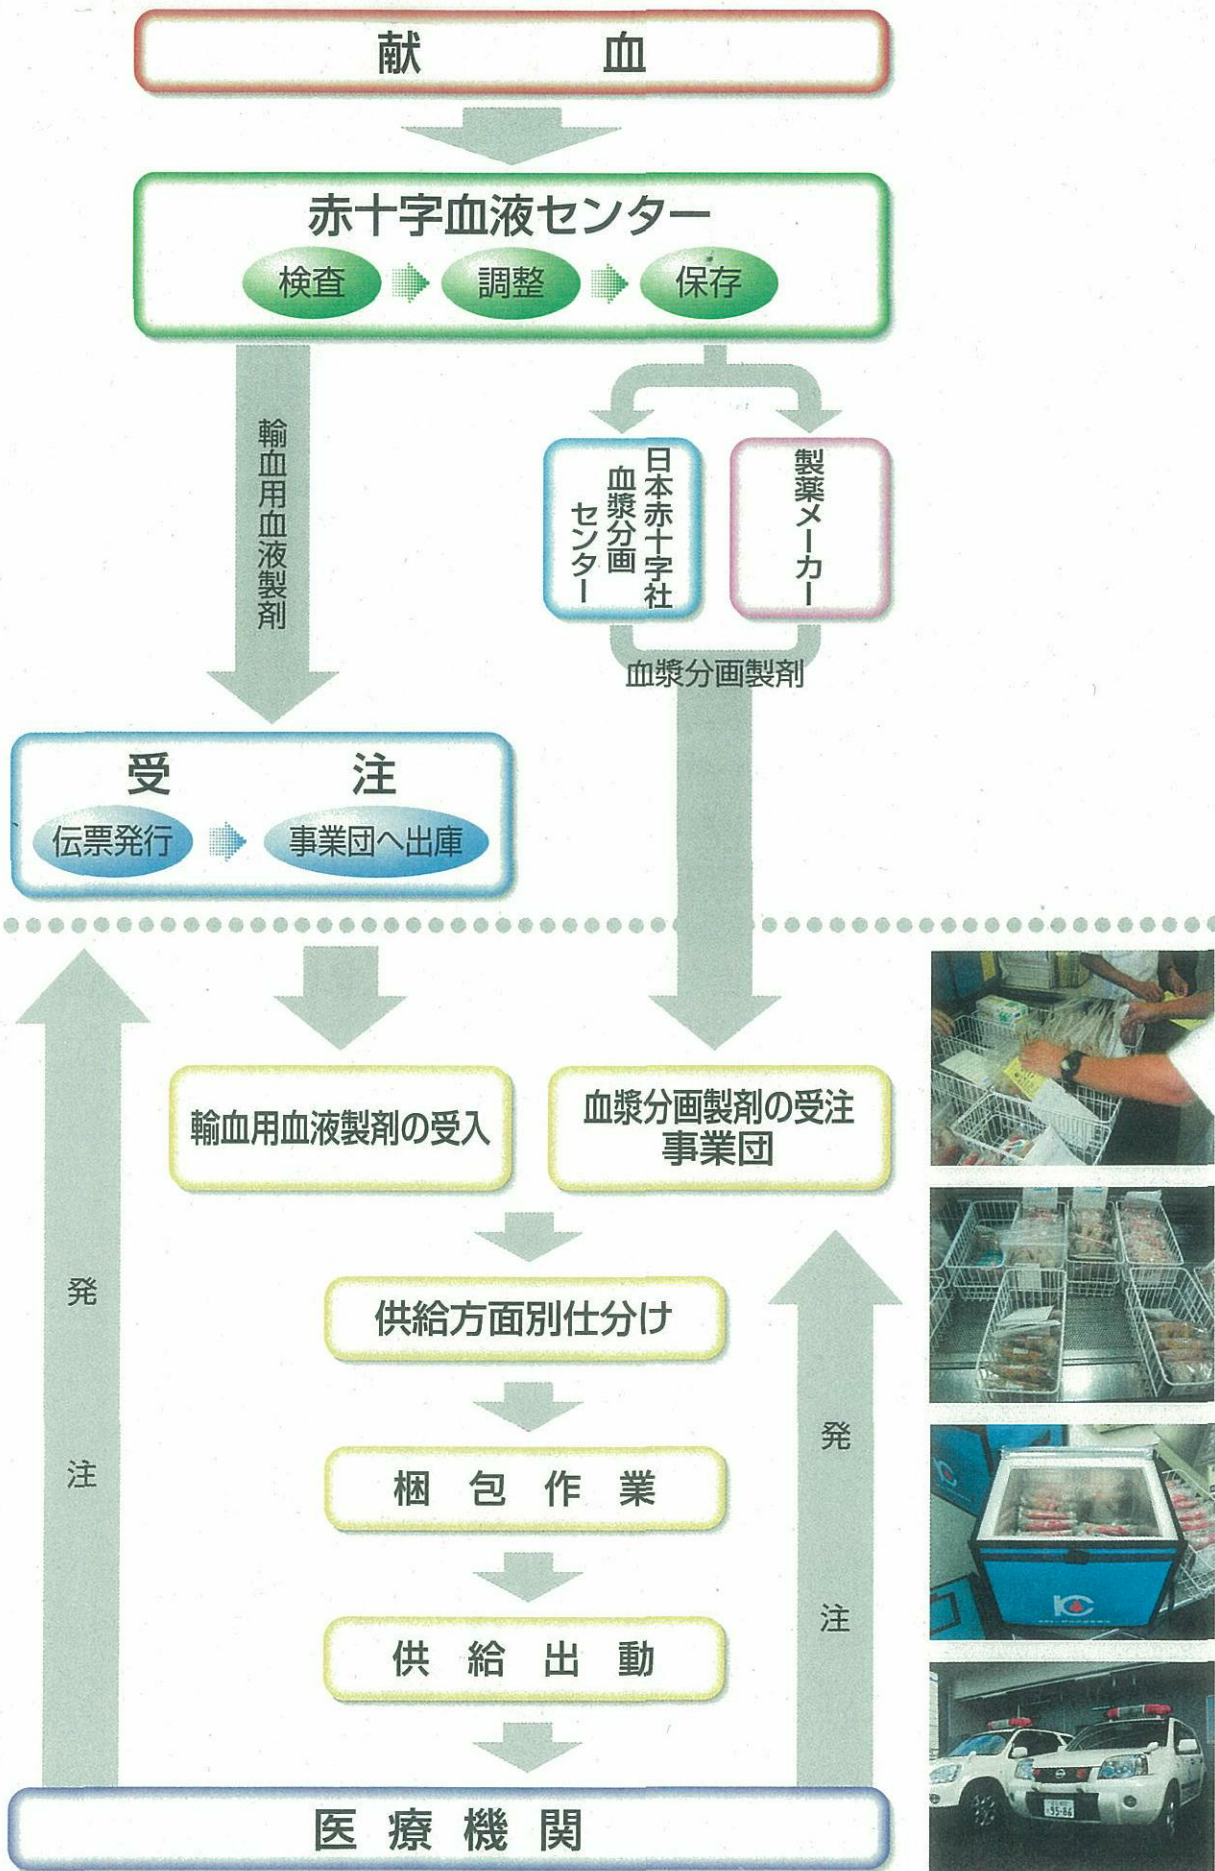 献血
赤十字血液センター
検査
調整
保存
輸血用血液製剤
日本赤十字社
血漿分画
センター
製薬メーカー
血漿分画製剤
受注
伝票発行
事業団へ出庫
輸血用血液製剤の受入
血漿分画製剤の受注
事業団
供給方面別仕分け
梱包作業
供給出動
発注
発注
医療機関
95-86